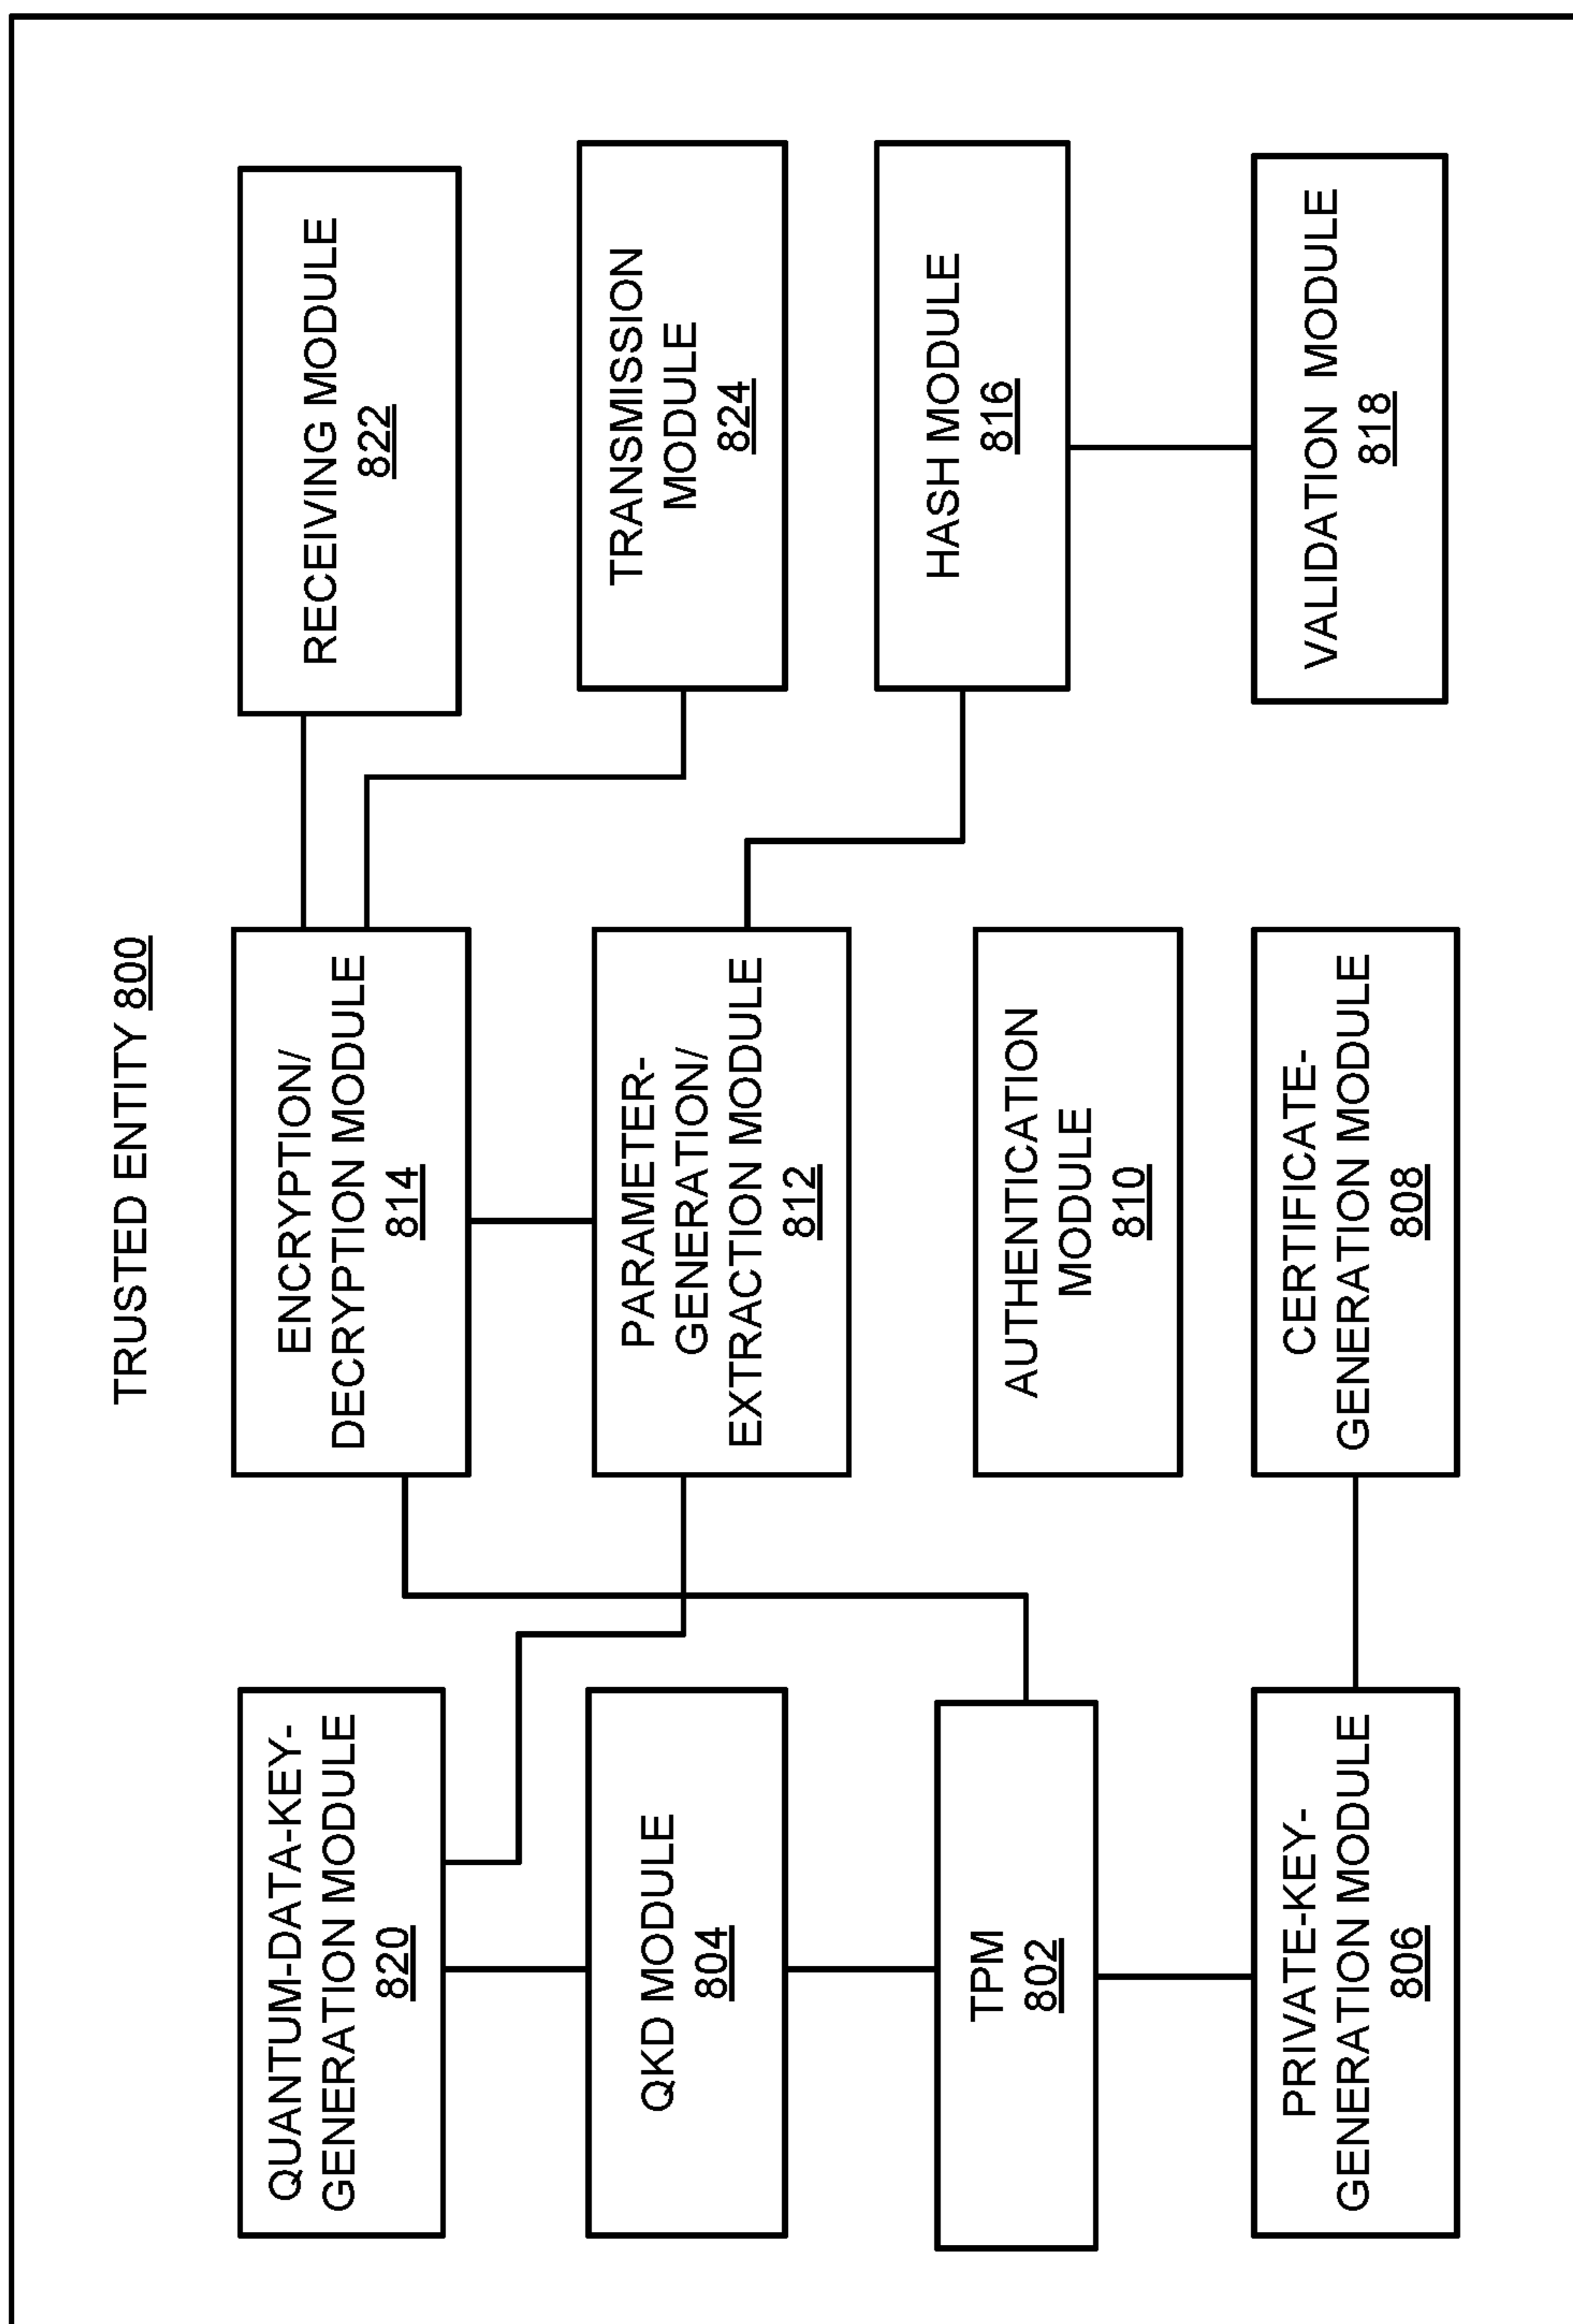 TRUSTED ENTITY 800
QUANTUM-DATA-KEY-
GENERATION MODULE
820
ENCRYPTION/
DECRYPTION MODULE
814
RECEIVING MODULE
822
QKD MODULE
804
PARAMETER-
GENERATION/
EXTRACTION MODULE
812
TRANSMISSION
MODULE
824
TPM
802
AUTHENTICATION
MODULE
810
HASH MODULE
816
PRIVATE-KEY-
GENERATION MODULE
806
CERTIFICATE-
GENERATION MODULE
808
VALIDATION MODULE
818